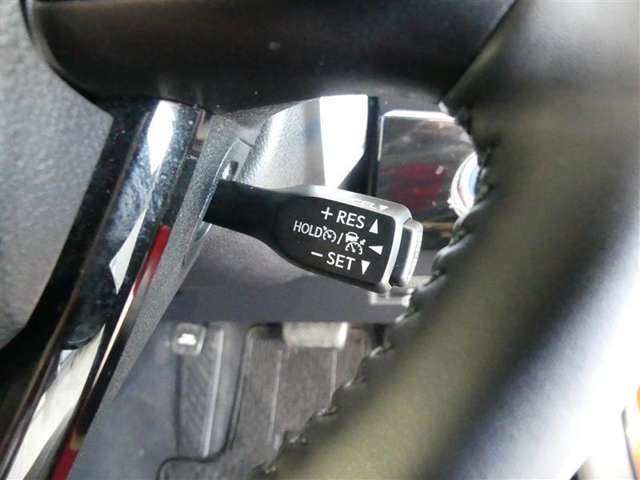 + RES ▲
HOLD / ◀
− SET ▼